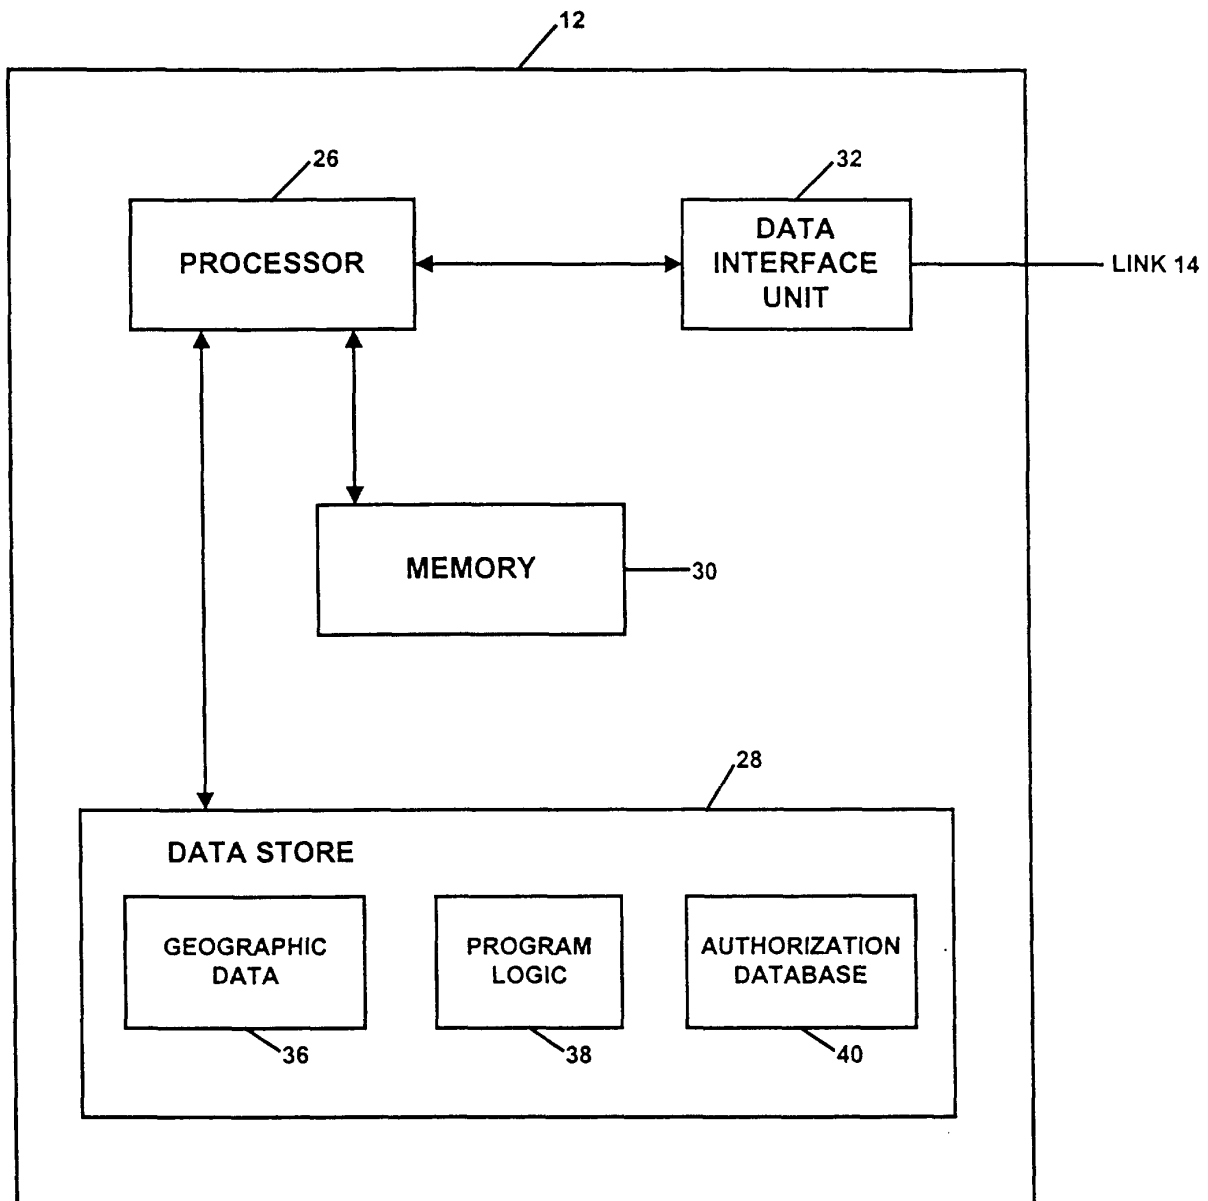 12
26
32
PROCESSOR
DATA
INTERFACE
UNIT
LINK 14
MEMORY
30
28
DATA STORE
GEOGRAPHIC
DATA
PROGRAM
LOGIC
AUTHORIZATION
DATABASE
36
38
40